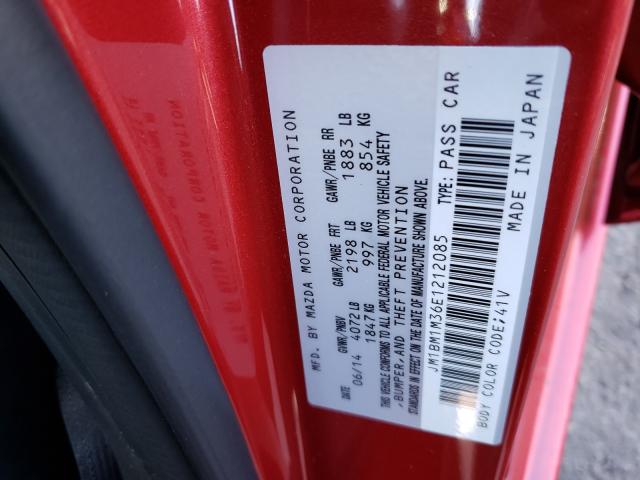 MFD. BY MAZDA MOTOR CORPORATION
DATE GVWR/PNBV GAWR/PNBE FRT GAWR/PNBE RR
06/14 4072 LB 2198 LB 1883 LB
1847 KG 997 KG 854 KG
THIS VEHICLE CONFORMS TO ALL APPLICABLE FEDERAL MOTOR VEHICLE SAFETY
,BUMPER,AND THEFT PREVENTION
STANDARDS IN EFFECT ON THE DATE OF MANUFACTURE SHOWN ABOVE.
JM1BM1M36E1212085 TYPE: PASS CAR
BODY COLOR CODE;41V MADE IN JAPAN